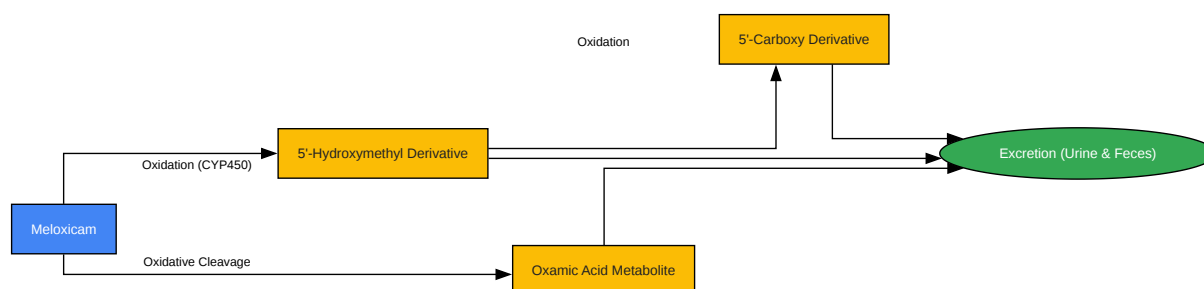 Oxidation
5'-Carboxy Derivative
5'-Hydroxymethyl Derivative
Excretion (Urine & Feces)
Oxidation (CYP450)
Meloxicam
Oxidative Cleavage
Oxamic Acid Metabolite